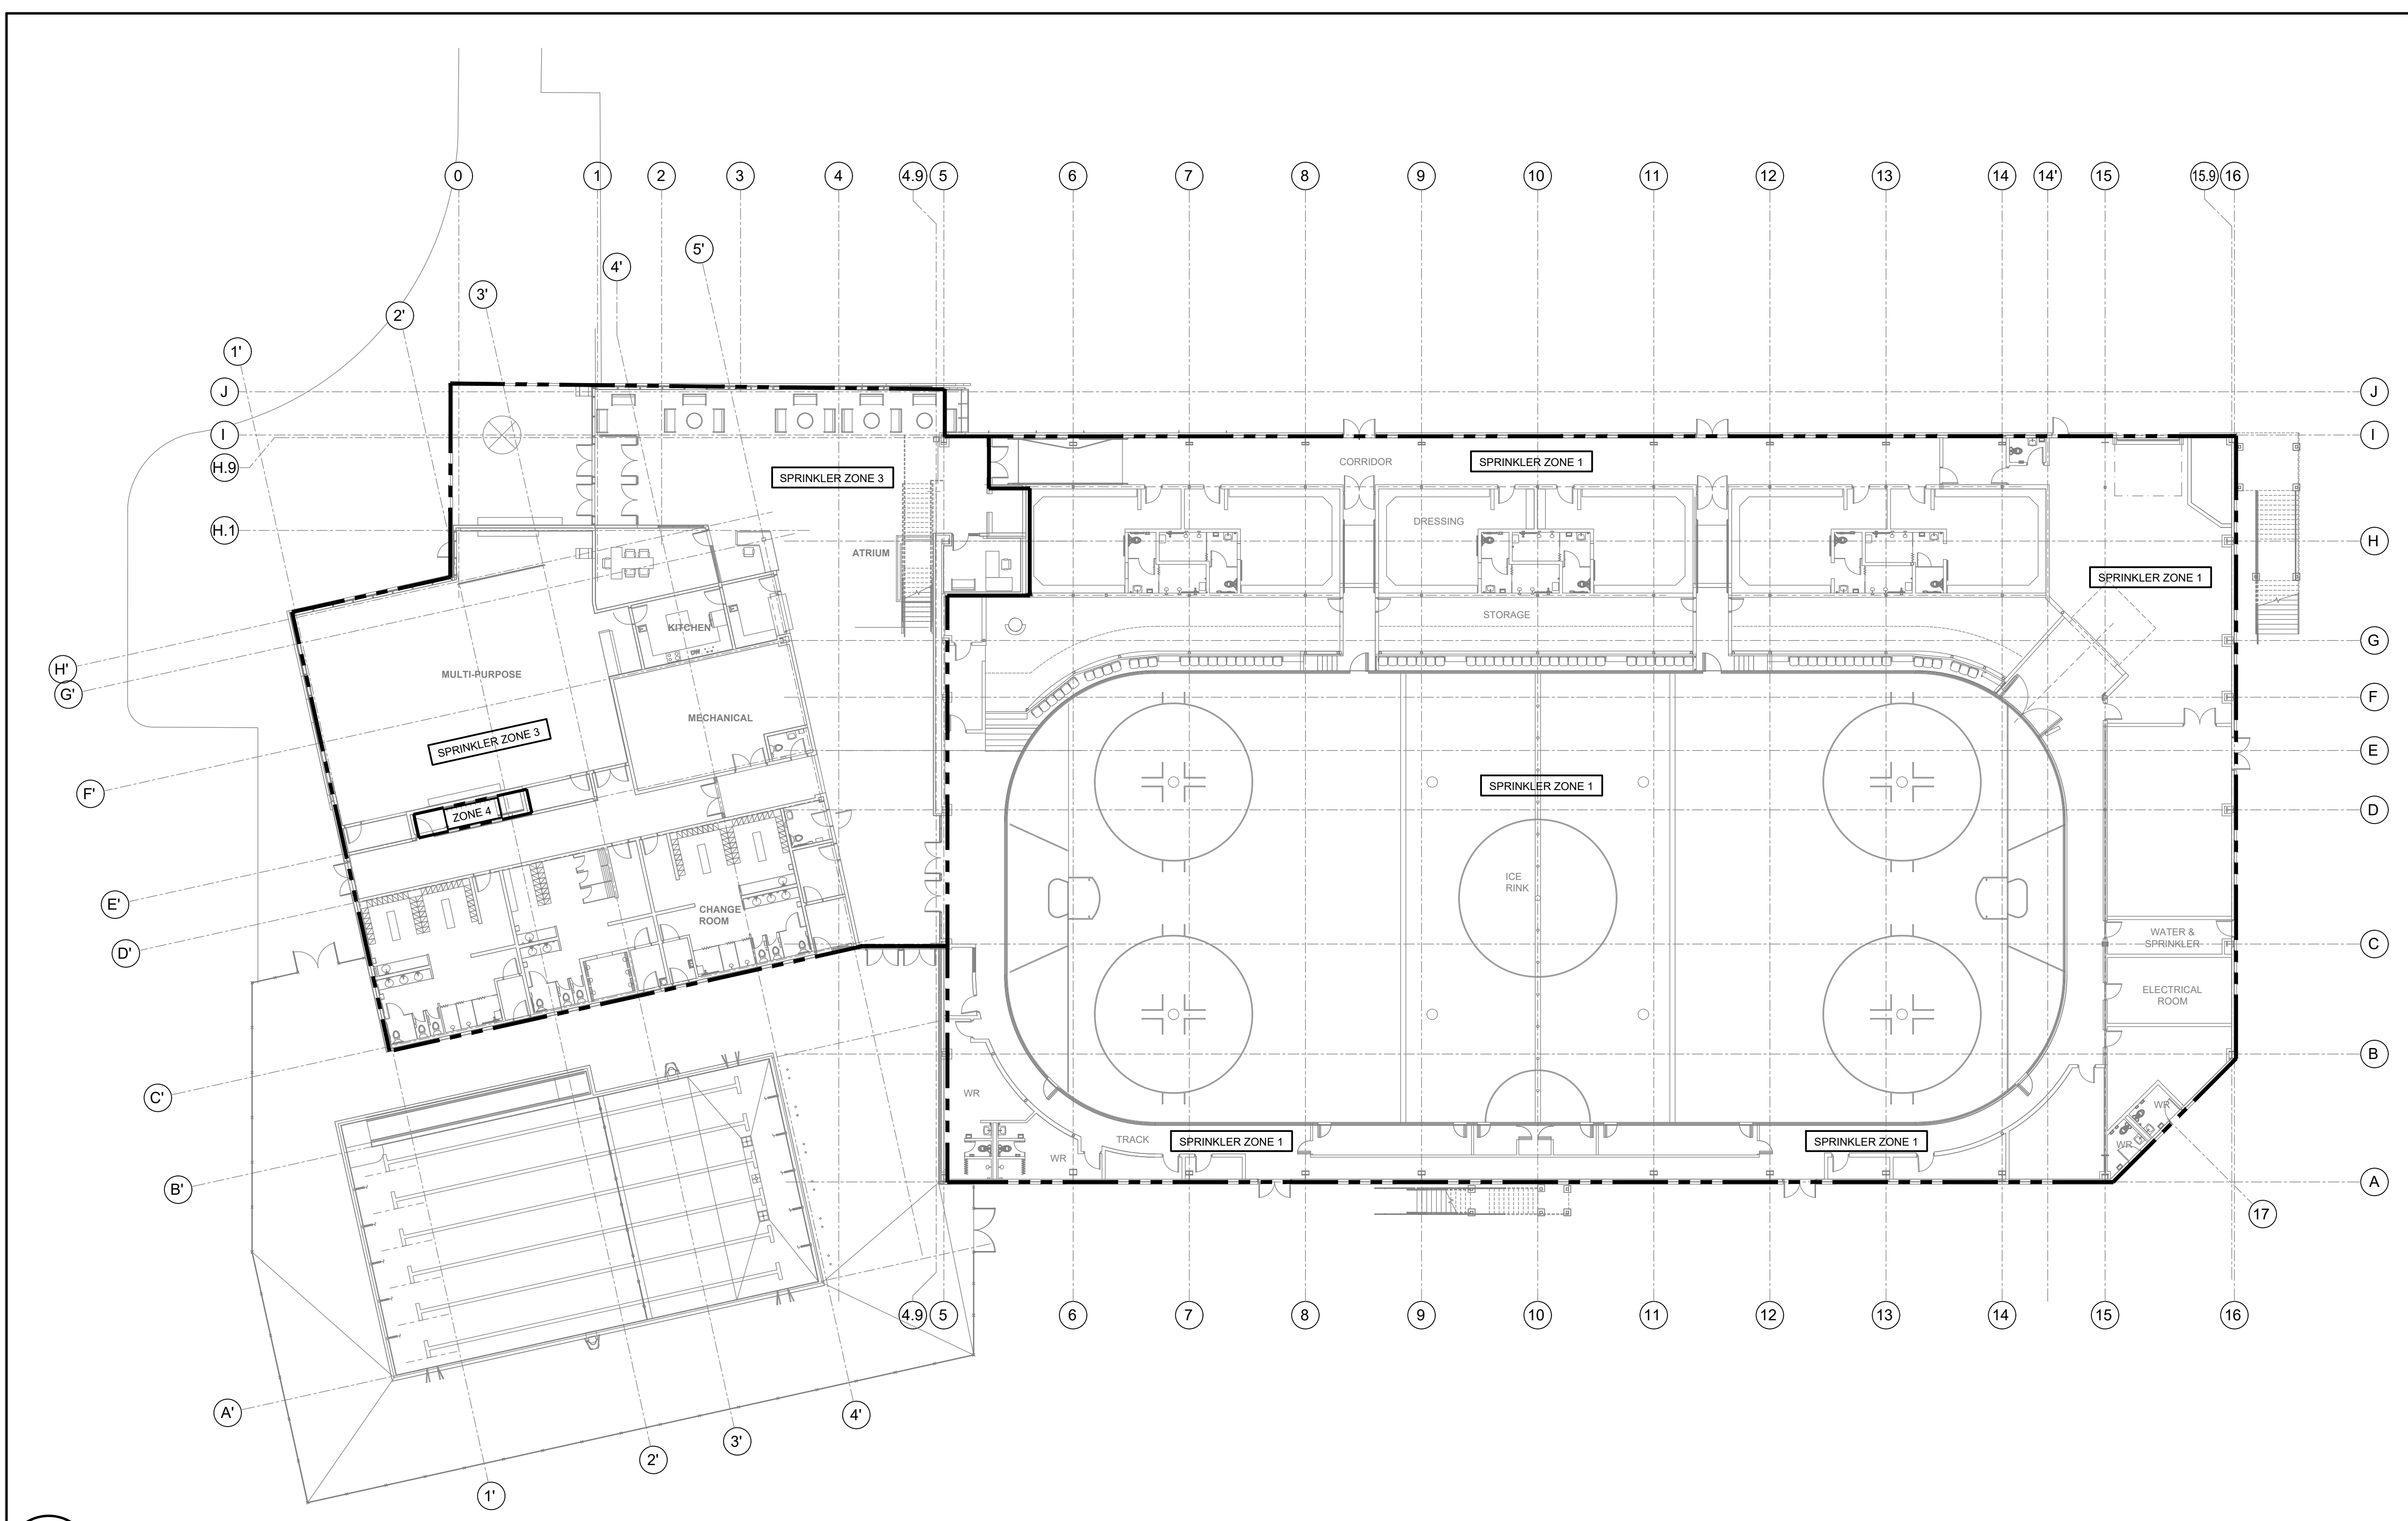 0
1
2
3
4
4.9
5
6
7
8
9
10
11
12
13
14
14'
15
15.9
16
5'
4'
3'
2'
1'
J
J
I
I
H.9
CORRIDOR
SPRINKLER ZONE 1
SPRINKLER ZONE 3
DRESSING
H.1
H
ATRIUM
SPRINKLER ZONE 1
STORAGE
KITCHEN
DW
G
H'
MULTI-PURPOSE
G'
F
MECHANICAL
SPRINKLER ZONE 3
E
SPRINKLER ZONE 1
F'
ZONE 4
D
ICE
RINK
E'
CHANGE
ROOM
WATER &
SPRINKLER
C
D'
ELECTRICAL
ROOM
B
C'
WR
WR
TRACK
SPRINKLER ZONE 1
SPRINKLER ZONE 1
WR
WR
B'
A
17
4.9
5
6
7
8
9
10
11
12
13
14
15
16
A'
4'
3'
2'
1'